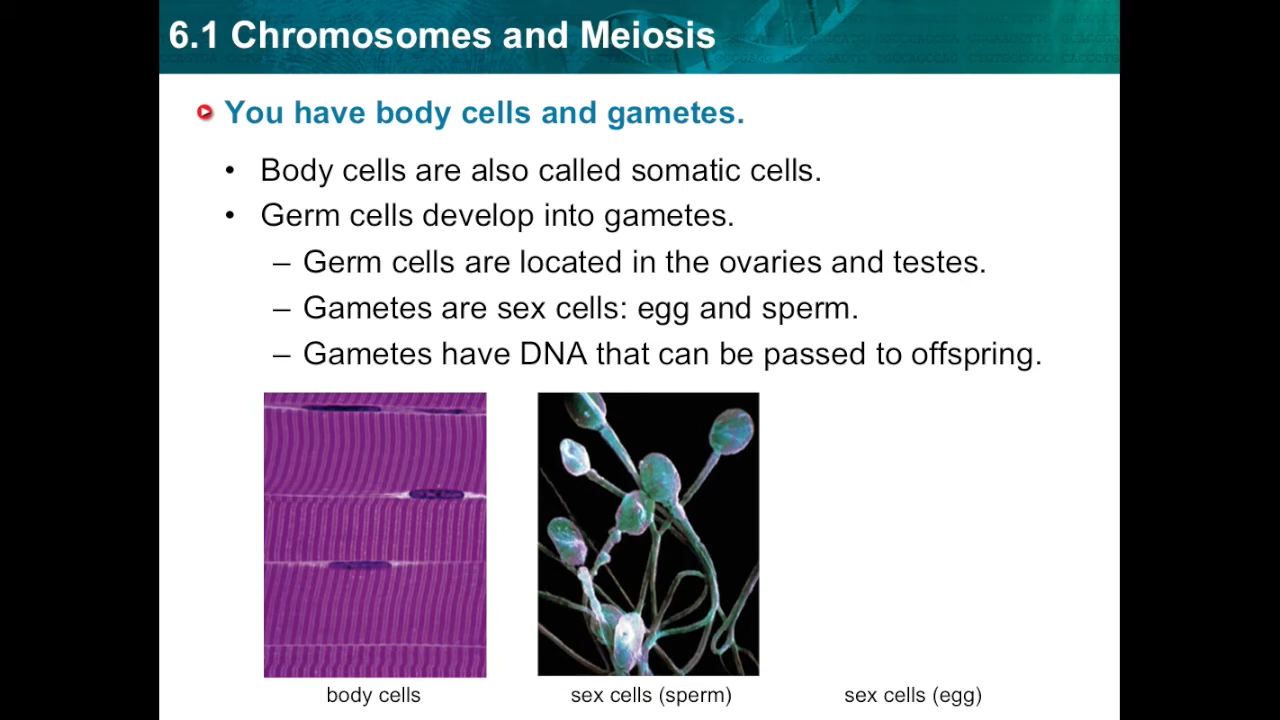 6.1 Chromosomes and Meiosis
You have body cells and gametes.
• Body cells are also called somatic cells.
• Germ cells develop into gametes.
– Germ cells are located in the ovaries and testes.
– Gametes are sex cells: egg and sperm.
– Gametes have DNA that can be passed to offspring.
body cells
sex cells (sperm)
sex cells (egg)